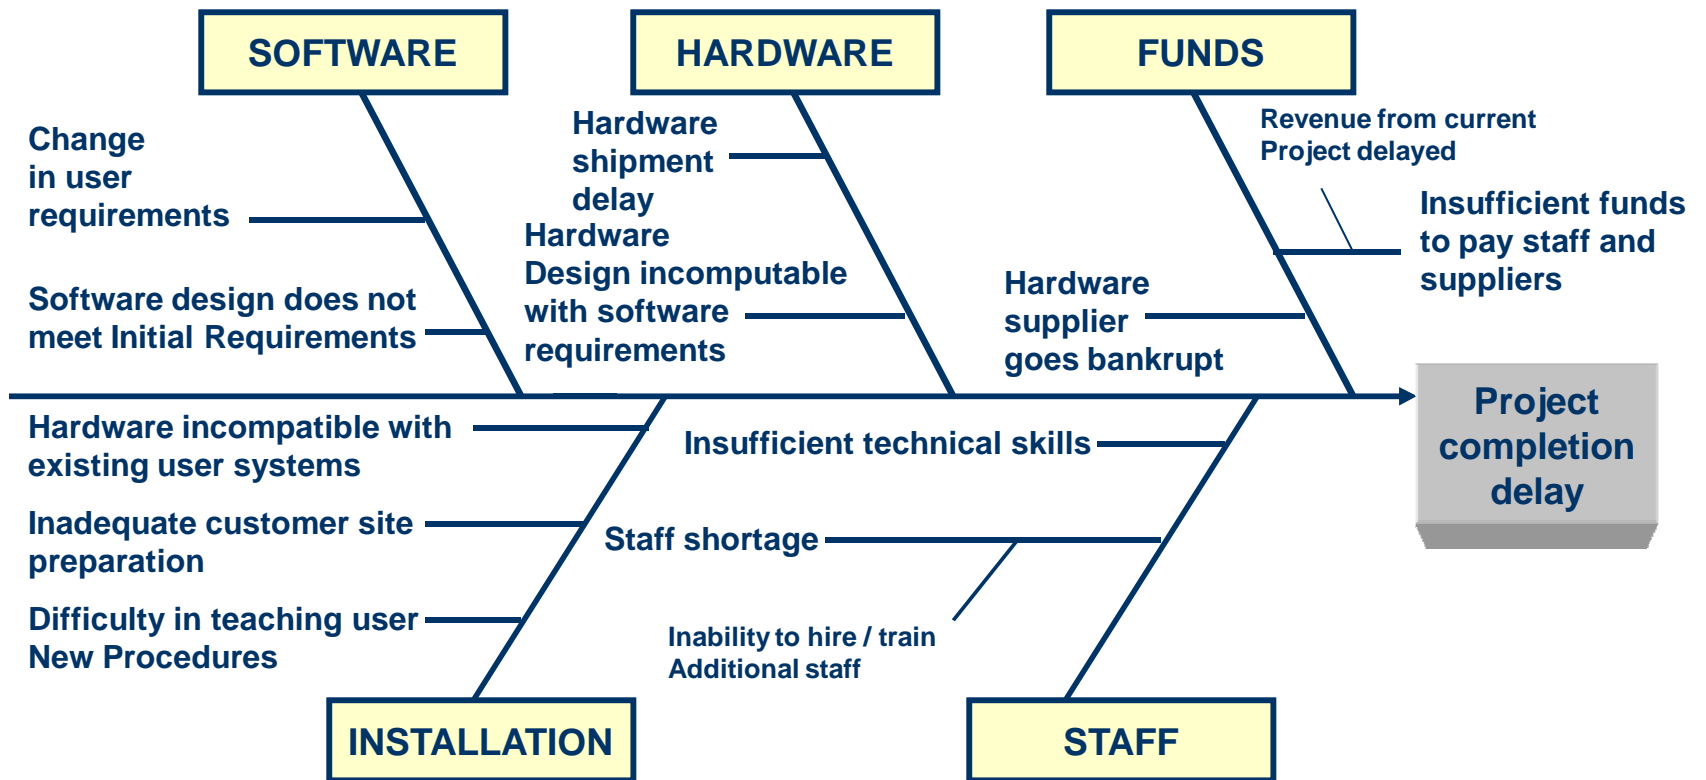 SOFTWARE
HARDWARE
FUNDS
Change
in user
requirements
Software design does not
meet Initial Requirements
Hardware
shipment
delay
Hardware
Design incomputable
with software
requirements
Revenue from current
Project delayed
Insufficient funds
to pay staff and
suppliers
Hardware
supplier
goes bankrupt
Project
completion
delay
Hardware incompatible with
existing user systems
Inadequate customer site
preparation
Difficulty in teaching user
New Procedures
Insufficient technical skills
Staff shortage
Inability to hire / train
Additional staff
INSTALLATION
STAFF